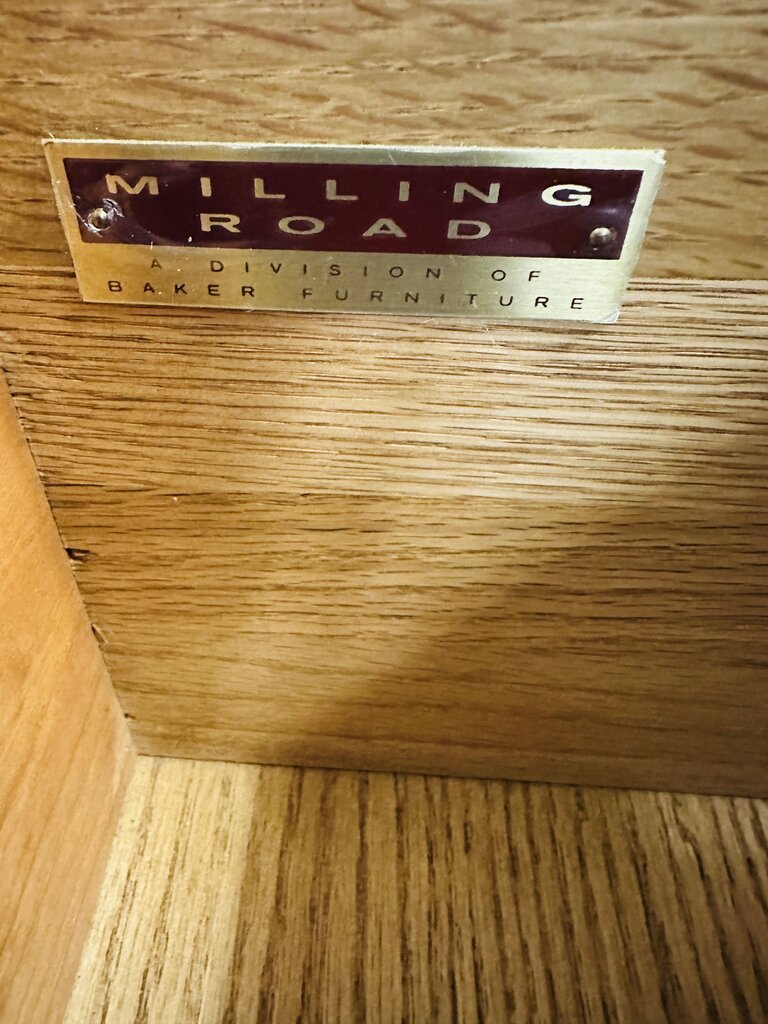 MILLING
ROAD
A DIVISION OF
BAKER FURNITURE